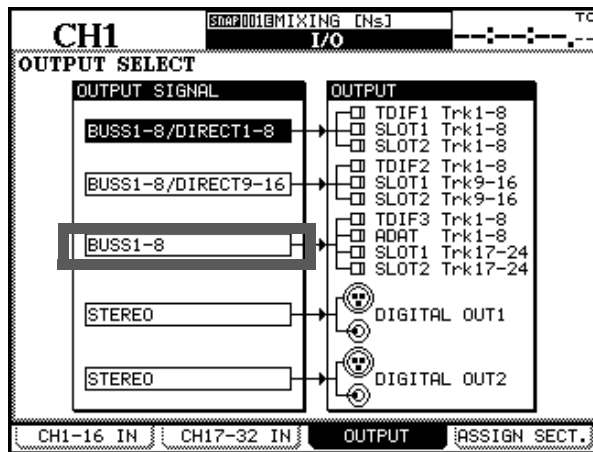 CH1
SNAP001 MIXING [Ns]
I/O
TC
--:--:--.--
OUTPUT SELECT
OUTPUT SIGNAL
OUTPUT
BUSS1-8/DIRECT1-8
TDIF1 Trk1-8
SLOT1 Trk1-8
SLOT2 Trk1-8
BUSS1-8/DIRECT9-16
TDIF2 Trk1-8
SLOT1 Trk9-16
SLOT2 Trk9-16
BUSS1-8
TDIF3 Trk1-8
ADAT Trk1-8
SLOT1 Trk17-24
SLOT2 Trk17-24
STEREO
DIGITAL OUT1
STEREO
DIGITAL OUT2
CH1-16 IN
CH17-32 IN
OUTPUT
ASSIGN SECT.